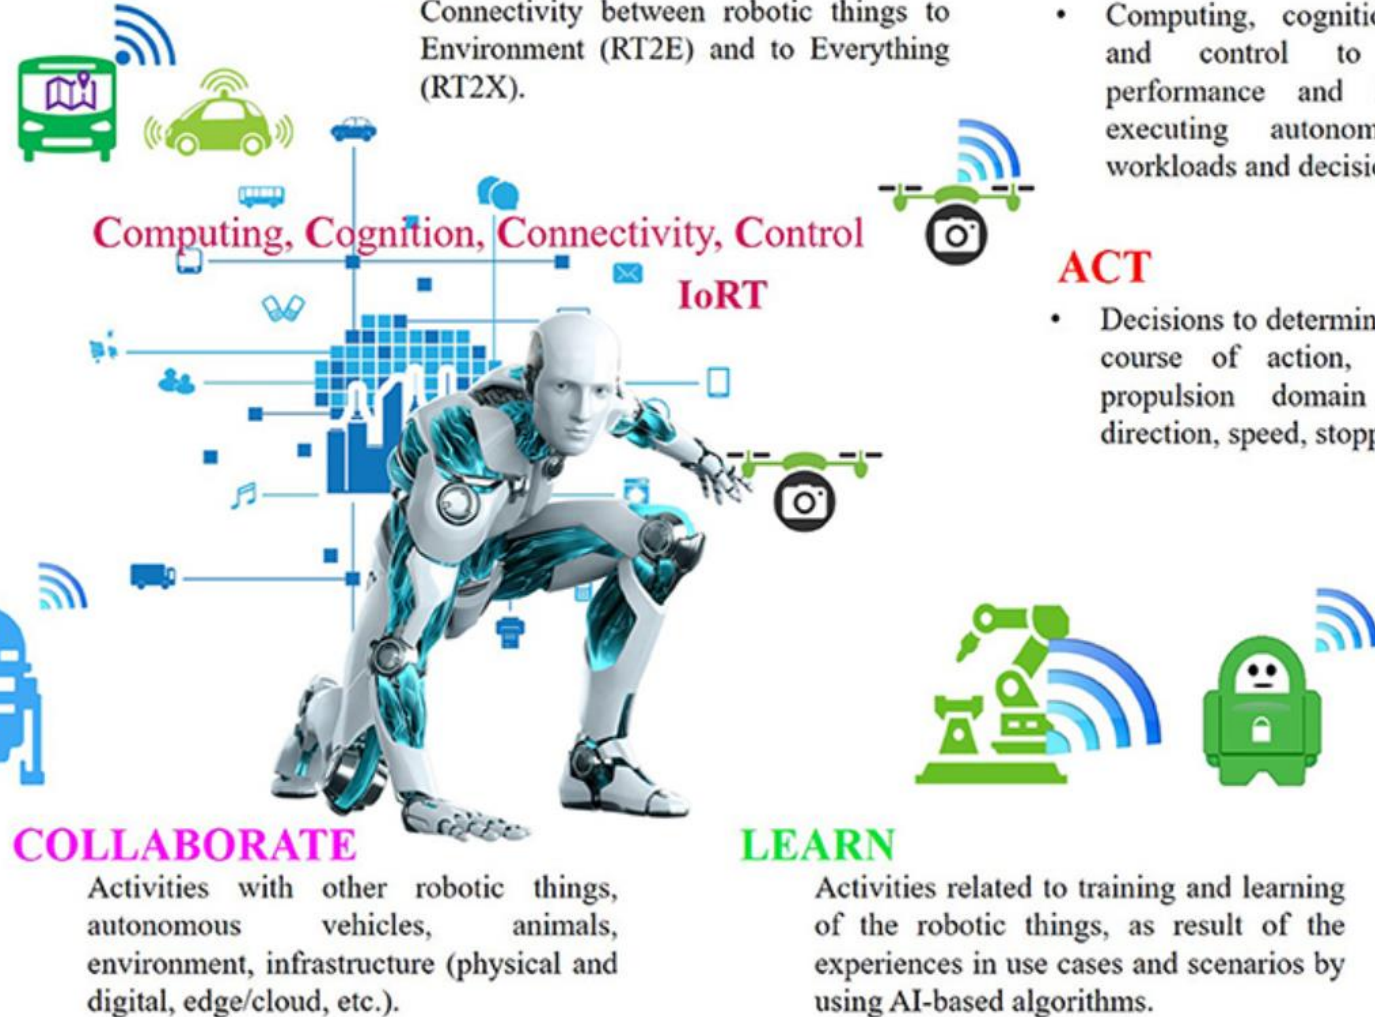 Connectivity between robotic things to
Environment (RT2E) and to Everything
(RT2X).
• Computing,
and control to
performance and
executing
workloads and
Computing, Cognition, Connectivity, Control
IoRT
ACT
• Decisions to
course of action,
propulsion domain
direction, speed,
COLLABORATE
Activities with other robotic things,
autonomous vehicles, animals,
environment, infrastructure (physical and
digital, edge/cloud, etc.).
LEARN
Activities related to training and learning
of the robotic things, as result of the
experiences in use cases and scenarios by
using AI-based algorithms.